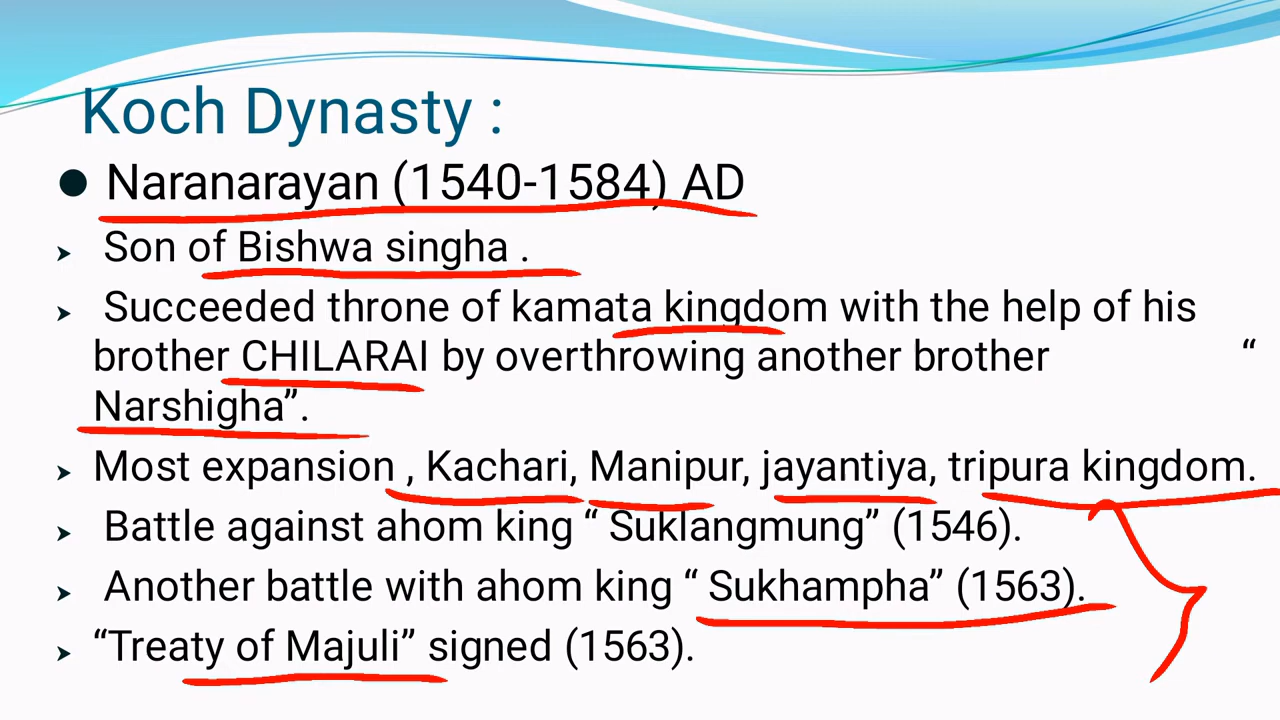 Koch Dynasty :
● Naranarayan (1540-1584) AD
➤ Son of Bishwa singha .
➤ Succeeded throne of kamata kingdom with the help of his
brother CHILARAI by overthrowing another brother “
Narshigha”.
➤ Most expansion , Kachari, Manipur, jayantiya, tripura kingdom.
➤ Battle against ahom king “ Suklangmung” (1546).
➤ Another battle with ahom king “ Sukhampha” (1563).
➤ “Treaty of Majuli” signed (1563).